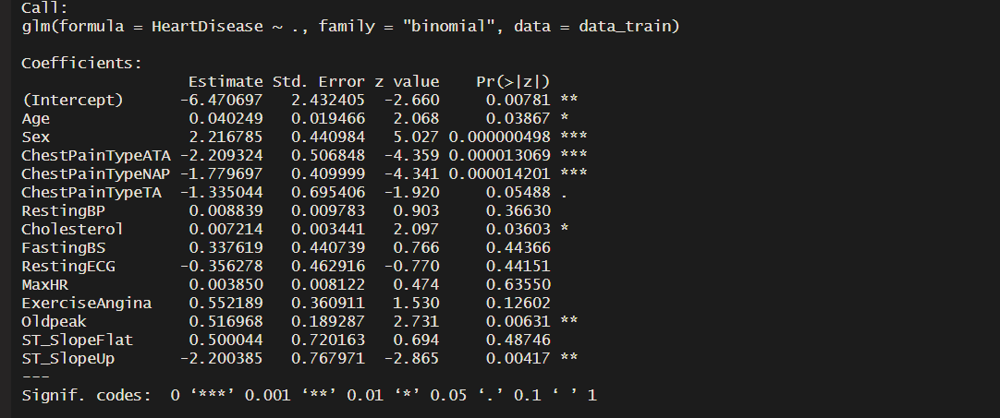 Call:
glm(formula = HeartDisease ~ ., family = "binomial", data = data_train)
Coefficients:
Estimate Std. Error z value Pr(>|z|)
(Intercept) -6.470697 2.432405 -2.660 0.00781 **
Age 0.040249 0.019466 2.068 0.03867 *
Sex 2.216785 0.440984 5.027 0.000000498 ***
ChestPainTypeATA -2.209324 0.506848 -4.359 0.000013069 ***
ChestPainTypeNAP -1.779697 0.409999 -4.341 0.000014201 ***
ChestPainTypeTA -1.335044 0.695406 -1.920 0.05488 .
RestingBP 0.008839 0.009783 0.903 0.36630
Cholesterol 0.007214 0.003441 2.097 0.03603 *
FastingBS 0.337619 0.440739 0.766 0.44366
RestingECG -0.356278 0.462916 -0.770 0.44151
MaxHR 0.003850 0.008122 0.474 0.63550
ExerciseAngina 0.552189 0.360911 1.530 0.12602
Oldpeak 0.516968 0.189287 2.731 0.00631 **
ST_SlopeFlat 0.500044 0.720163 0.694 0.48746
ST_SlopeUp -2.200385 0.767971 -2.865 0.00417 **
---
Signif. codes: 0 ‘***’ 0.001 ‘**’ 0.01 ‘*’ 0.05 ‘.’ 0.1 ‘ ’ 1